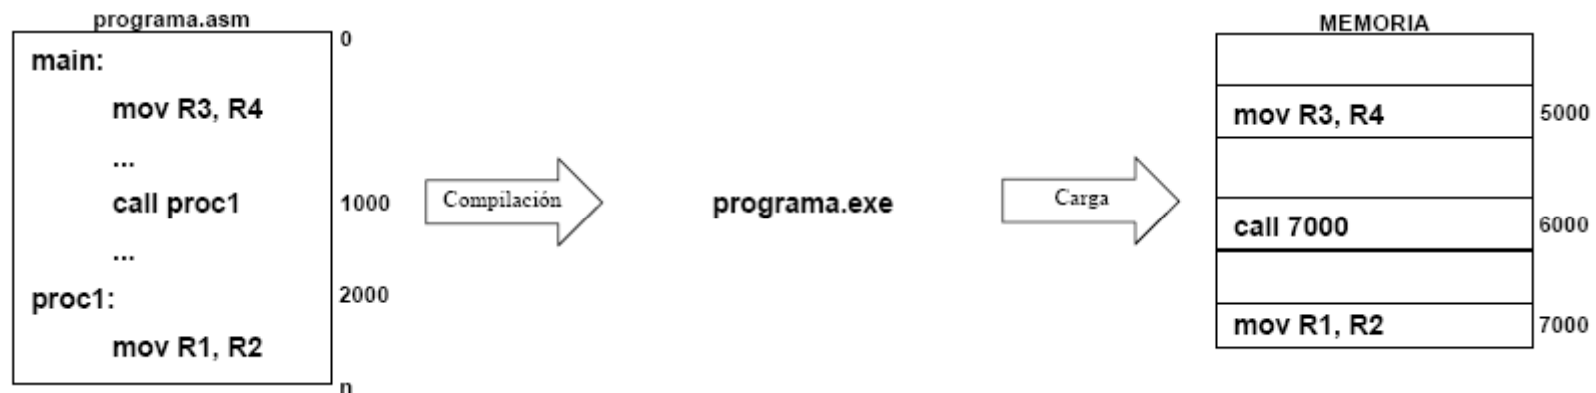 programa.asm
0
main:
mov R3, R4
...
call proc1
1000
...
proc1:
2000
mov R1, R2
n
Compilación
programa.exe
Carga
MEMORIA
mov R3, R4
5000
call 7000
6000
mov R1, R2
7000